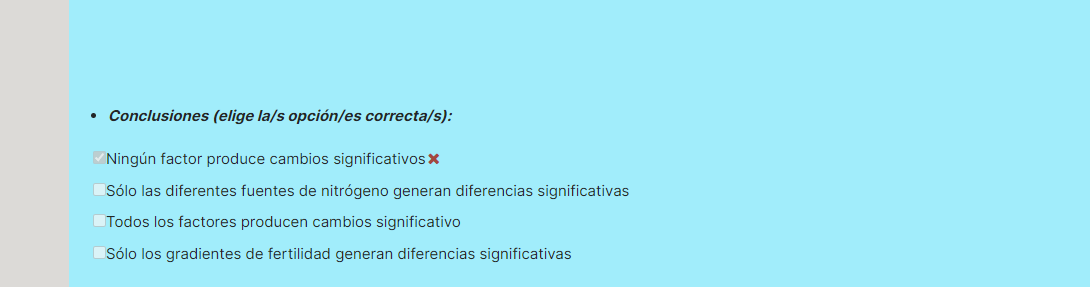 Conclusiones (elige la/s opción/es correcta/s):
Ningún factor produce cambios significativos
Sólo las diferentes fuentes de nitrógeno generan diferencias significativas
Todos los factores producen cambios significativo
Sólo los gradientes de fertilidad generan diferencias significativas